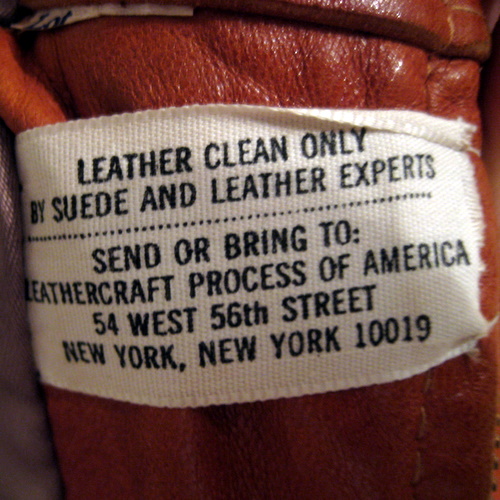 LEATHER CLEAN ONLY
BY SUEDE AND LEATHER EXPERTS
SEND OR BRING TO:
LEATHERCRAFT PROCESS OF AMERICA
54 WEST 56th STREET
NEW YORK, NEW YORK 10019